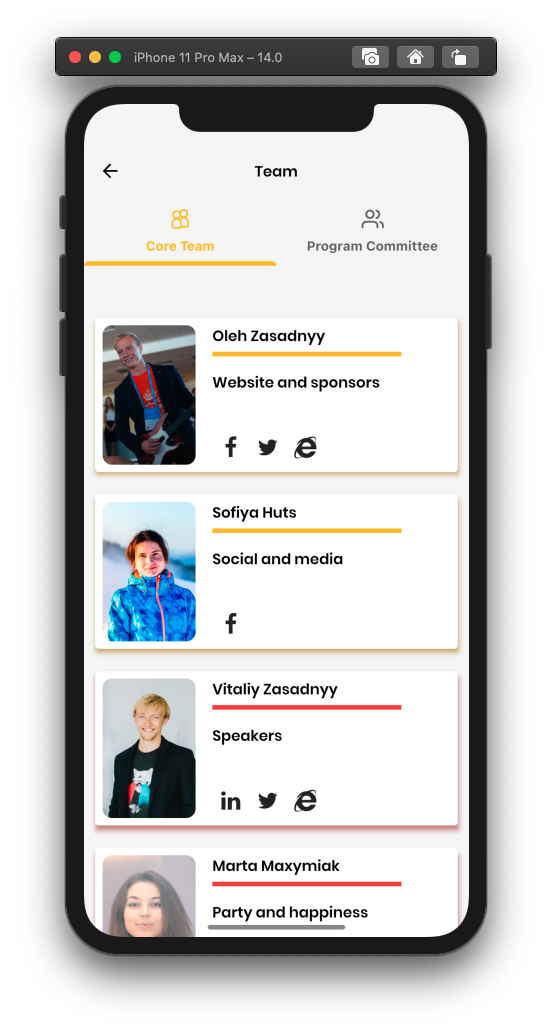 iPhone 11 Pro Max – 14.0
Team
Core Team
Program Committee
Oleh Zasadnyy
Website and sponsors
Sofiya Huts
Social and media
Vitaliy Zasadnyy
Speakers
Marta Maxymiak
Party and happiness